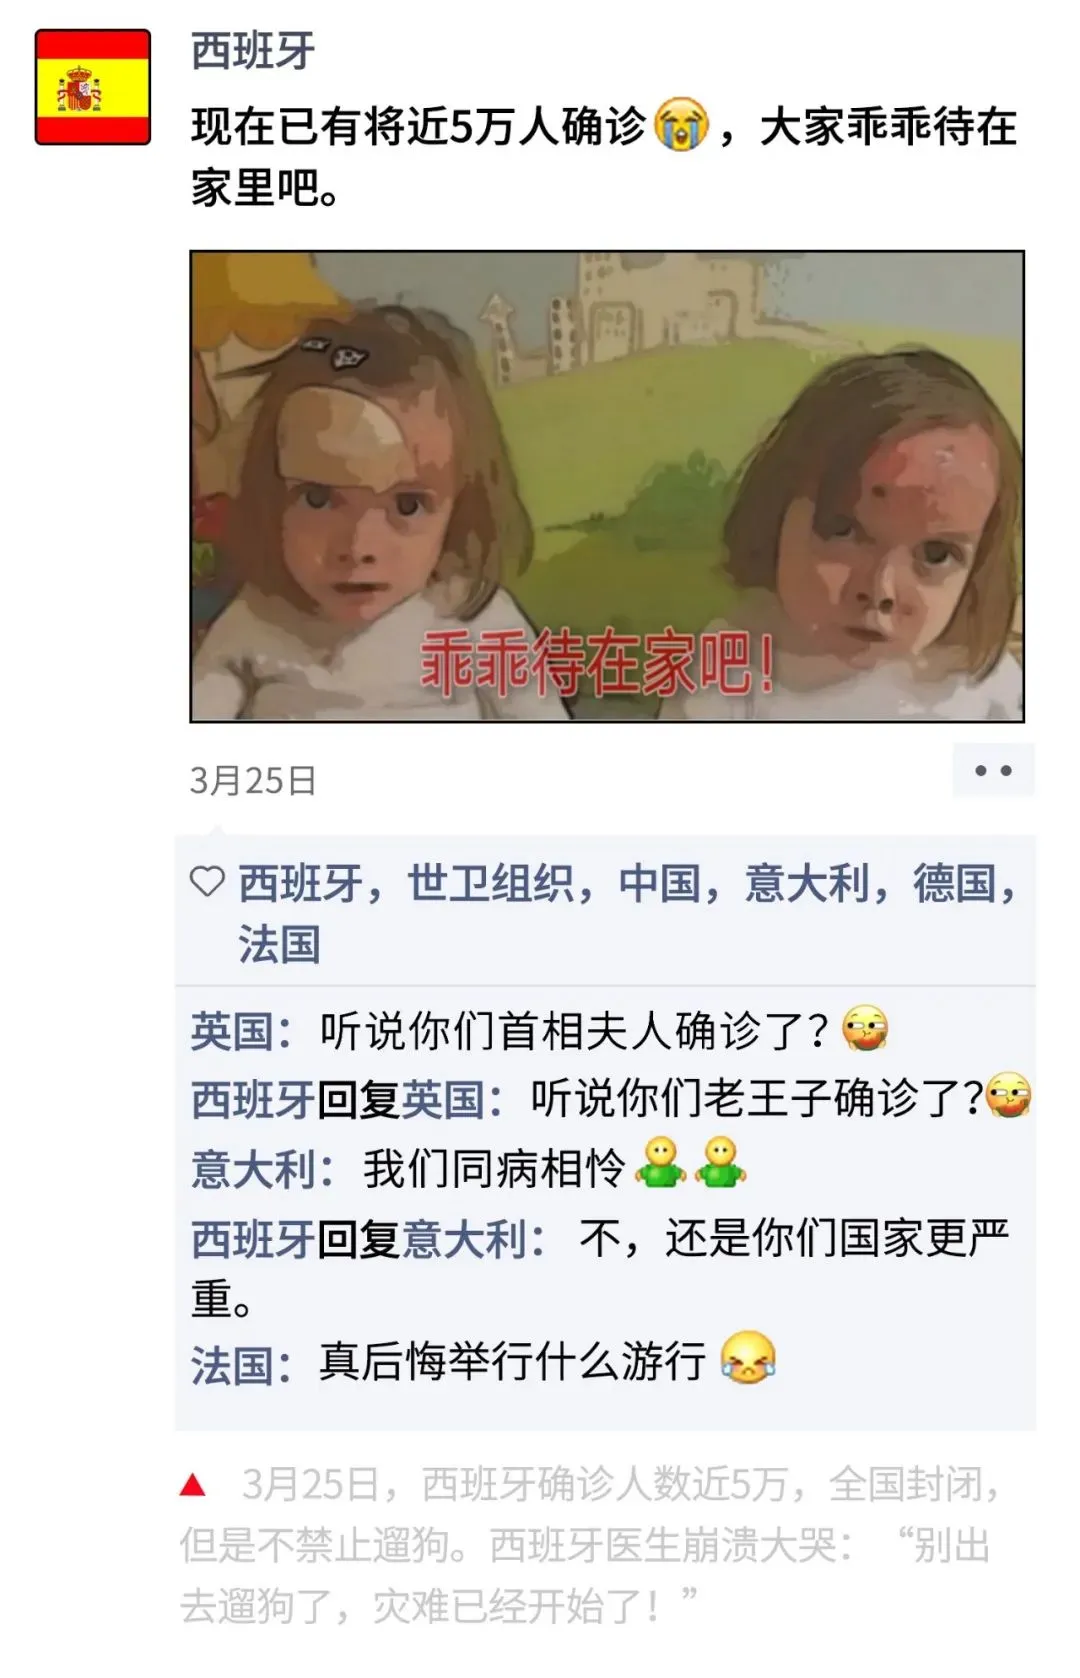 西班牙
现在已有将近5万人确诊😭，大家乖乖待在
家里吧。
乖乖待在家吧！
3月25日
西班牙，世卫组织，中国，意大利，德国，
法国
英国：听说你们首相夫人确诊了？
西班牙回复英国：听说你们老王子确诊了？
意大利：我们同病相怜
西班牙回复意大利：不，还是你们国家更严
重。
法国：真后悔举行什么游行
▲ 3月25日，西班牙确诊人数近5万，全国封闭，
但是不禁止遛狗。西班牙医生崩溃大哭：“别出
去遛狗了，灾难已经开始了！”